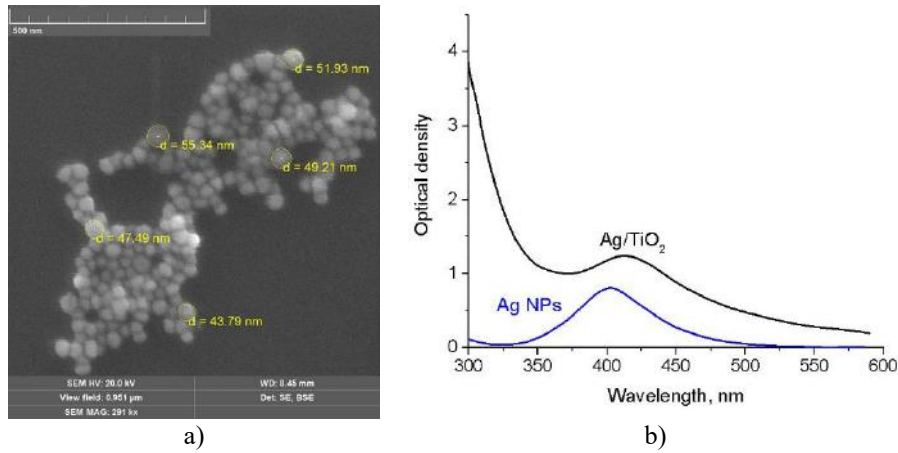 500 nm
d = 51.93 nm
d = 55.34 nm
d = 49.21 nm
d = 47.49 nm
d = 43.79 nm
SEM HV: 20.0 kV WD: 8.45 mm
View field: 0.951 µm Det: SE, BSE
SEM MAG: 291 kx
a)
Optical density
4
3
2
1
0
Ag/TiO₂
Ag NPs
300 350 400 450 500 550 600
Wavelength, nm
b)